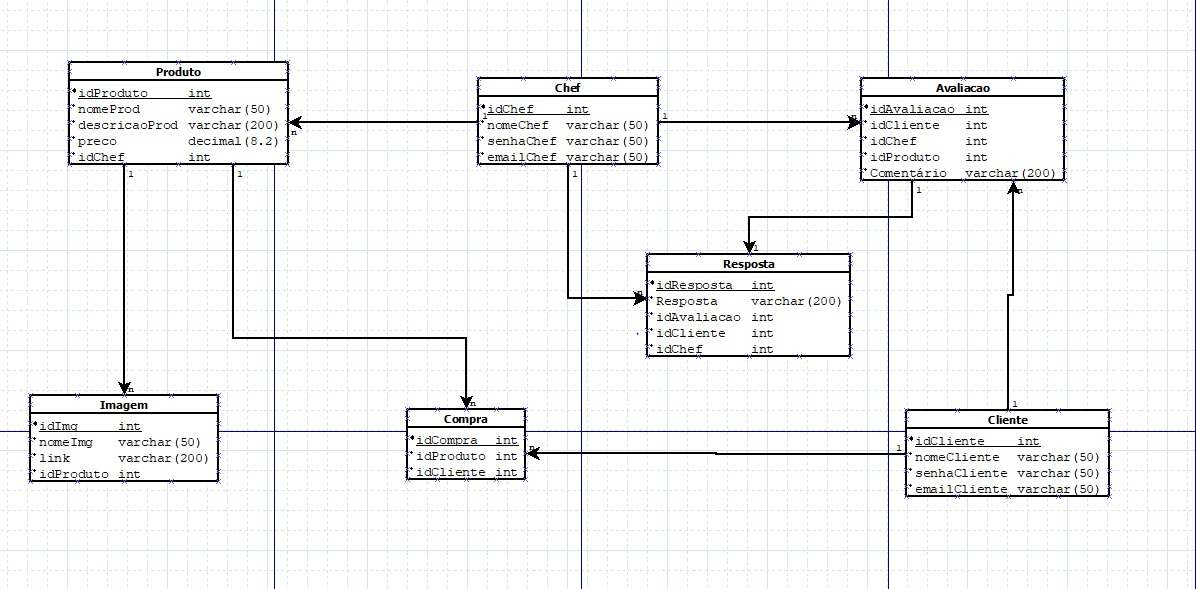 Produto
idProduto int
nomeProd varchar(50)
descricaoProd varchar(200)
preco decimal(8.2)
idChef int
Chef
idChef int
nomeChef varchar(50)
senhaChef varchar(50)
emailChef varchar(50)
Avaliacao
idAvaliacao int
idCliente int
idChef int
idProduto int
Comentário varchar(200)
1
n
1
n
1
1
1
1
n
1
1
n
Resposta
idResposta int
Resposta varchar(200)
idAvaliacao int
idCliente int
idChef int
n
n
n
1
Imagem
idImg int
nomeImg varchar(50)
link varchar(200)
idProduto int
Compra
idCompra int
idProduto int
idCliente int
n
1
Cliente
idCliente int
nomeCliente varchar(50)
senhaCliente varchar(50)
emailCliente varchar(50)